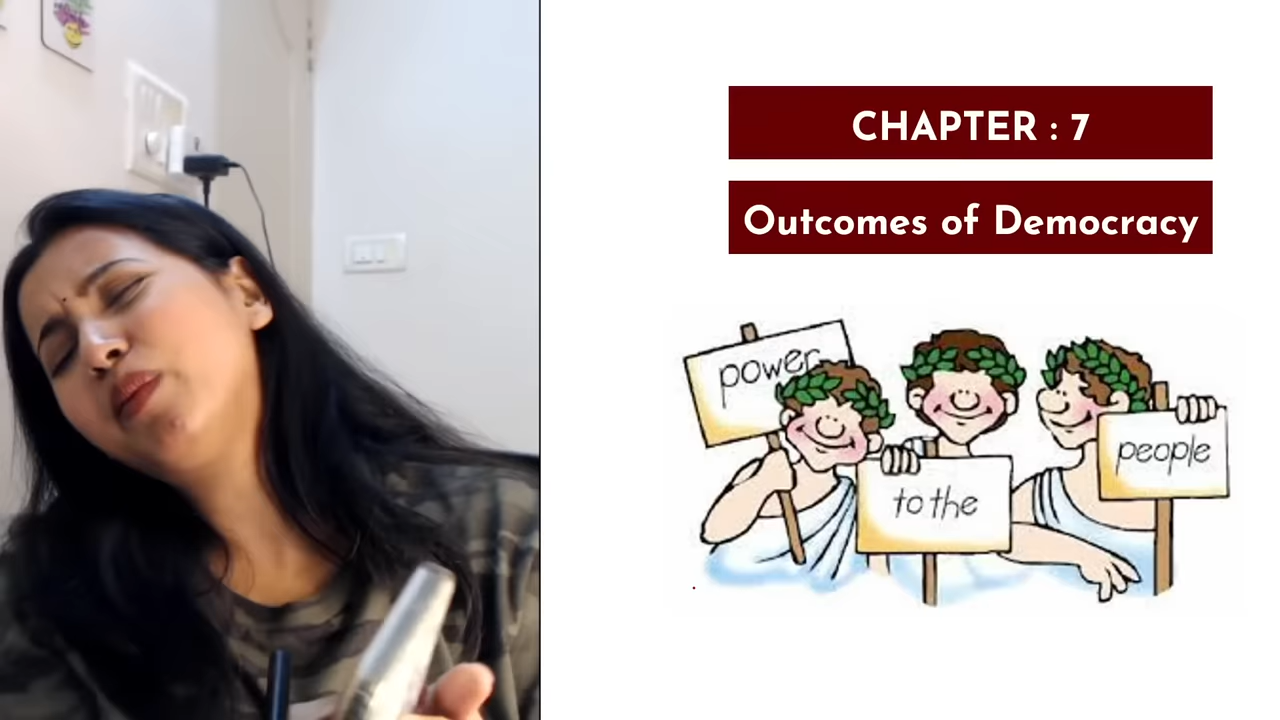 CHAPTER : 7
Outcomes of Democracy
power
to the
people